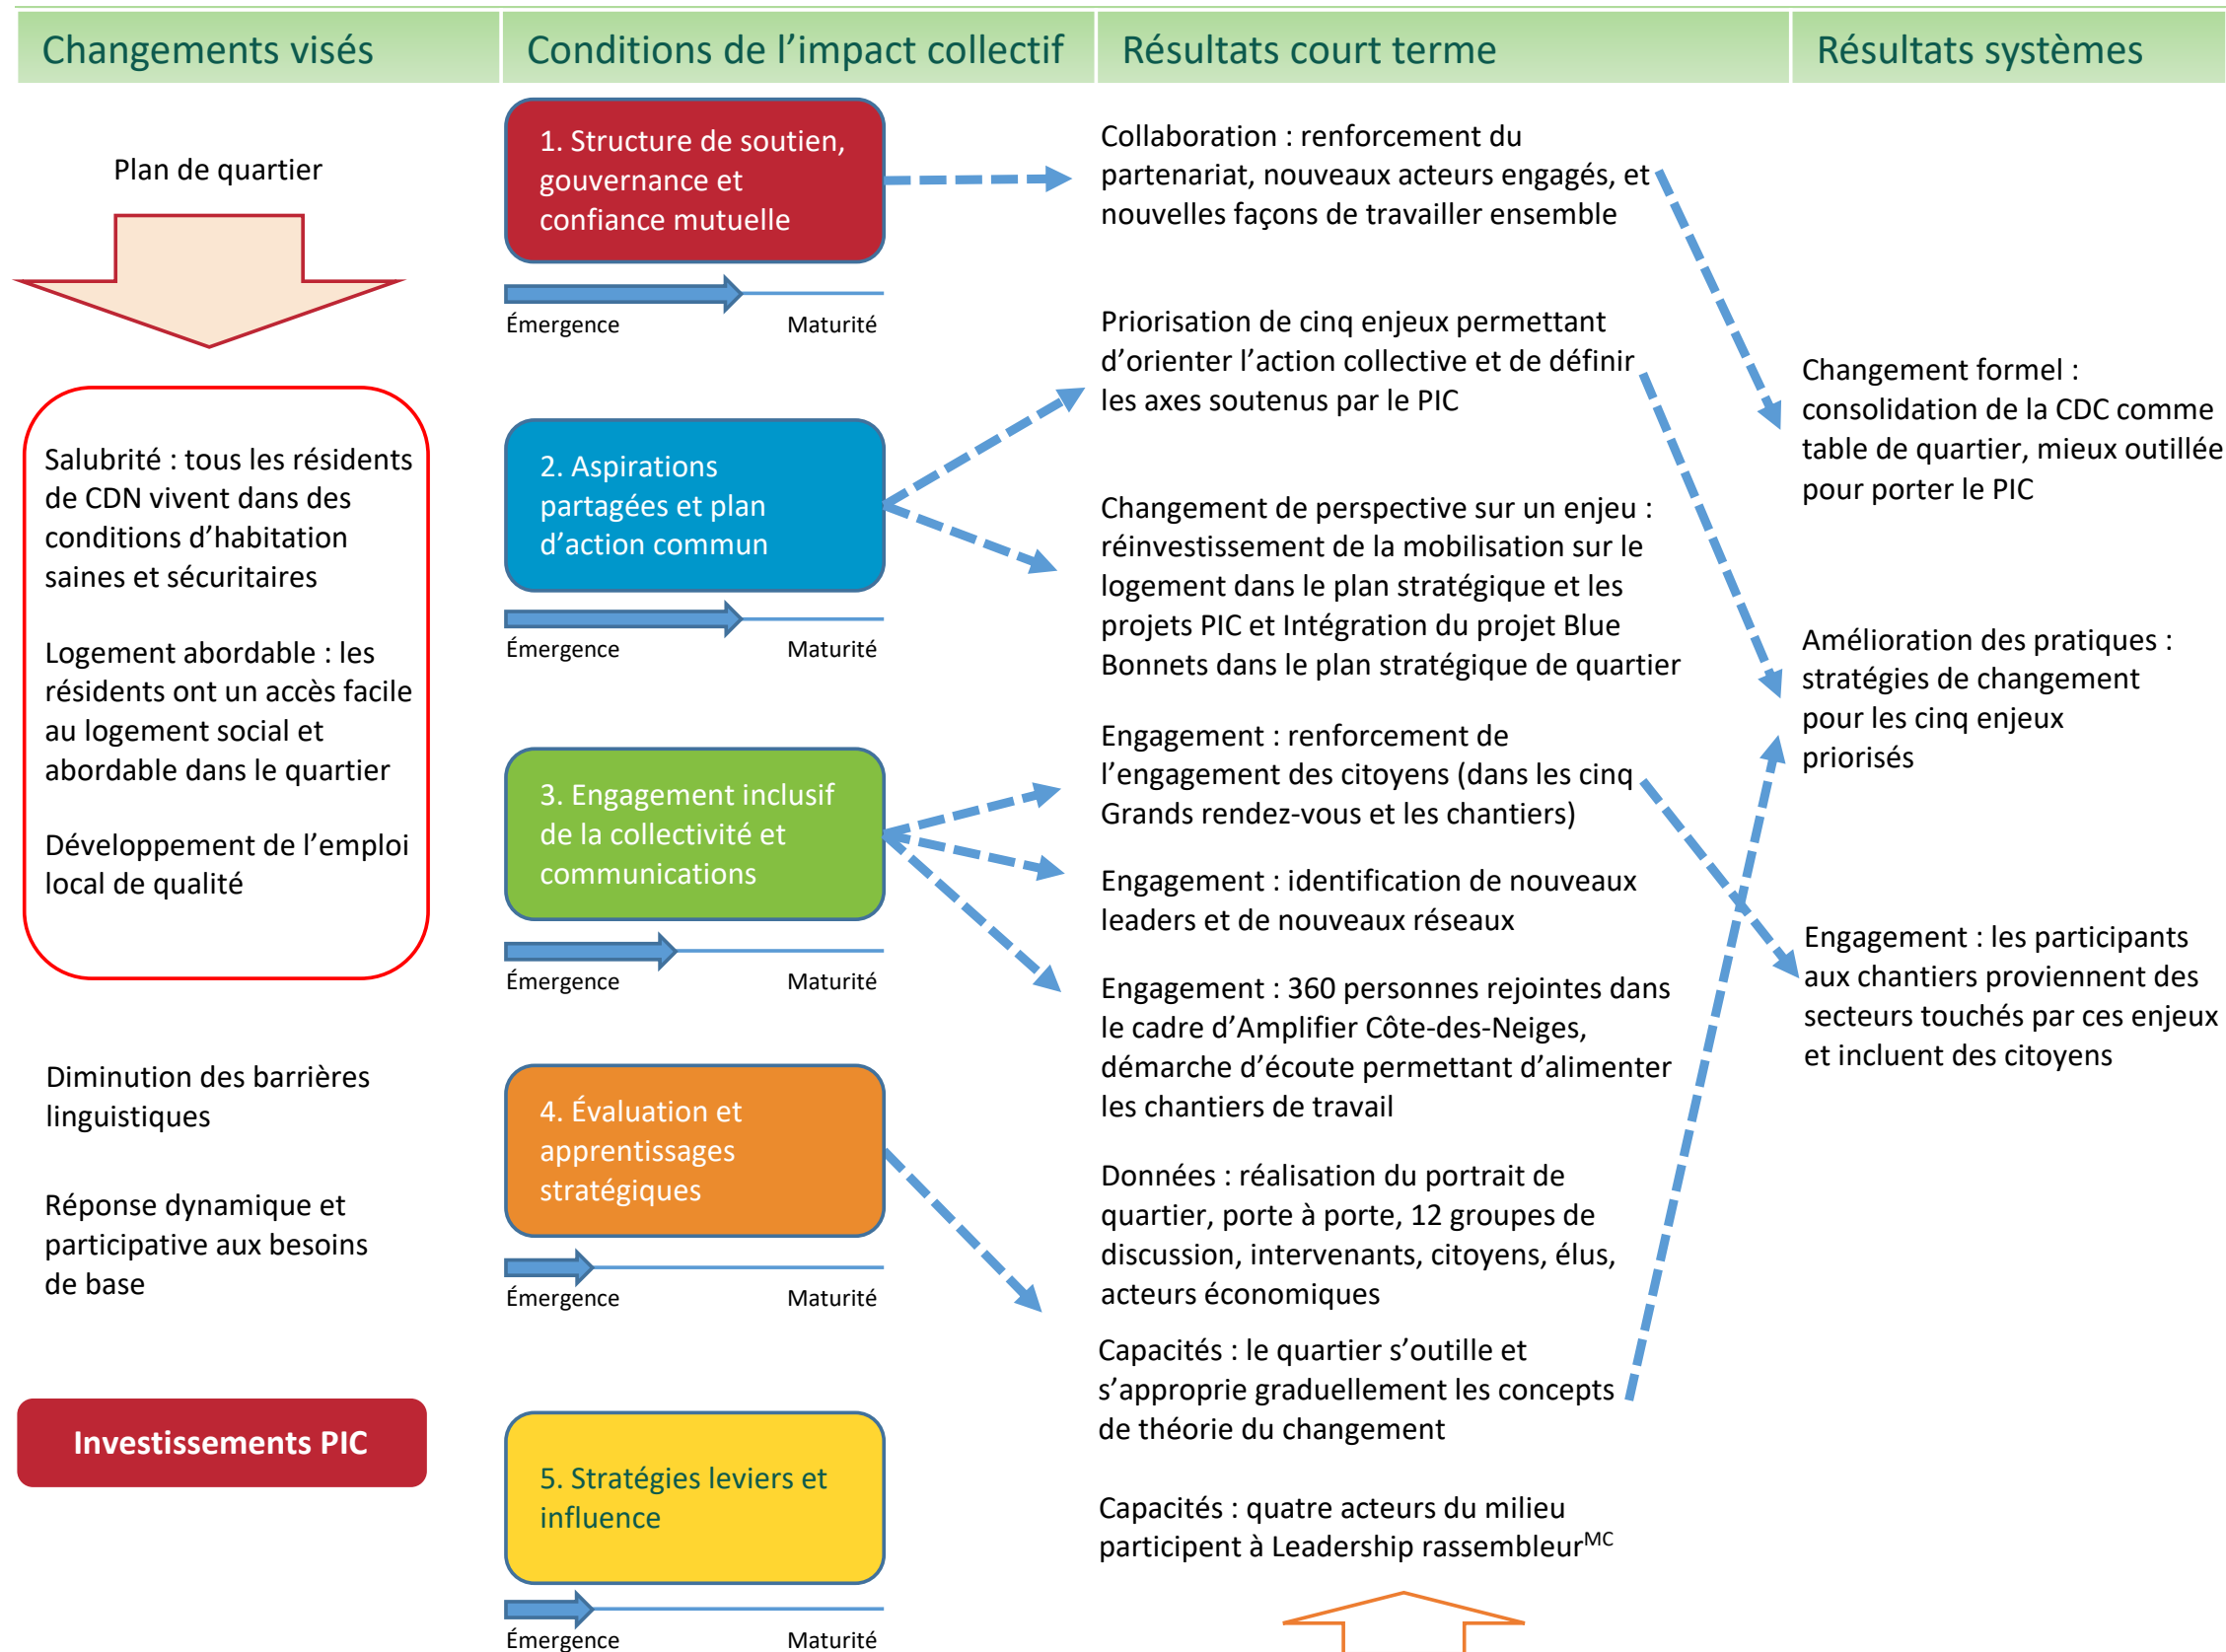 Changements visés
Conditions de l’impact collectif
Résultats court terme
Résultats systèmes
Plan de quartier
Salubrité : tous les résidents
de CDN vivent dans des
conditions d’habitation
saines et sécuritaires
Logement abordable : les
résidents ont un accès facile
au logement social et
abordable dans le quartier
Développement de l’emploi
local de qualité
Diminution des barrières
linguistiques
Réponse dynamique et
participative aux besoins
de base
Investissements PIC
1. Structure de soutien,
gouvernance et
confiance mutuelle
Émergence
Maturité
2. Aspirations
partagées et plan
d’action commun
Émergence
Maturité
3. Engagement inclusif
de la collectivité et
communications
Émergence
Maturité
4. Évaluation et
apprentissages
stratégiques
Émergence
Maturité
5. Stratégies leviers et
influence
Émergence
Maturité
Collaboration : renforcement du
partenariat, nouveaux acteurs engagés, et
nouvelles façons de travailler ensemble
Priorisation de cinq enjeux permettant
d’orienter l’action collective et de définir
les axes soutenus par le PIC
Changement de perspective sur un enjeu :
réinvestissement de la mobilisation sur le
logement dans le plan stratégique et les
projets PIC et Intégration du projet Blue
Bonnets dans le plan stratégique de quartier
Engagement : renforcement de
l’engagement des citoyens (dans les cinq
Grands rendez-vous et les chantiers)
Engagement : identification de nouveaux
leaders et de nouveaux réseaux
Engagement : 360 personnes rejointes dans
le cadre d’Amplifier Côte-des-Neiges,
démarche d’écoute permettant d’alimenter
les chantiers de travail
Données : réalisation du portrait de
quartier, porte à porte, 12 groupes de
discussion, intervenants, citoyens, élus,
acteurs économiques
Capacités : le quartier s’outille et
s’approprie graduellement les concepts
de théorie du changement
Capacités : quatre acteurs du milieu
participent à Leadership rassembleurMC
Changement formel :
consolidation de la CDC comme
table de quartier, mieux outillée
pour porter le PIC
Amélioration des pratiques :
stratégies de changement
pour les cinq enjeux
priorisés
Engagement : les participants
aux chantiers proviennent des
secteurs touchés par ces enjeux
et incluent des citoyens